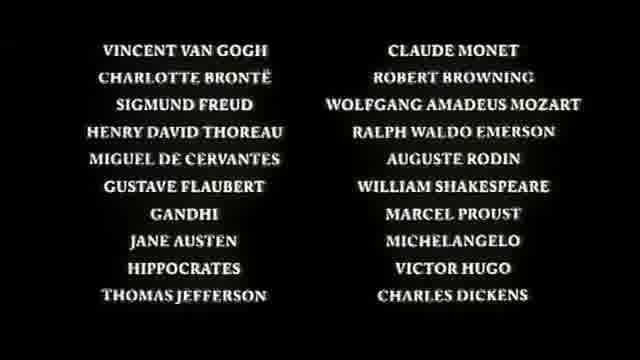 VINCENT VAN GOGH
CHARLOTTE BRONTË
SIGMUND FREUD
HENRY DAVID THOREAU
MIGUEL DE CERVANTES
GUSTAVE FLAUBERT
GANDHI
JANE AUSTEN
HIPPOCRATES
THOMAS JEFFERSON
CLAUDE MONET
ROBERT BROWNING
WOLFGANG AMADEUS MOZART
RALPH WALDO EMERSON
AUGUSTE RODIN
WILLIAM SHAKESPEARE
MARCEL PROUST
MICHELANGELO
VICTOR HUGO
CHARLES DICKENS